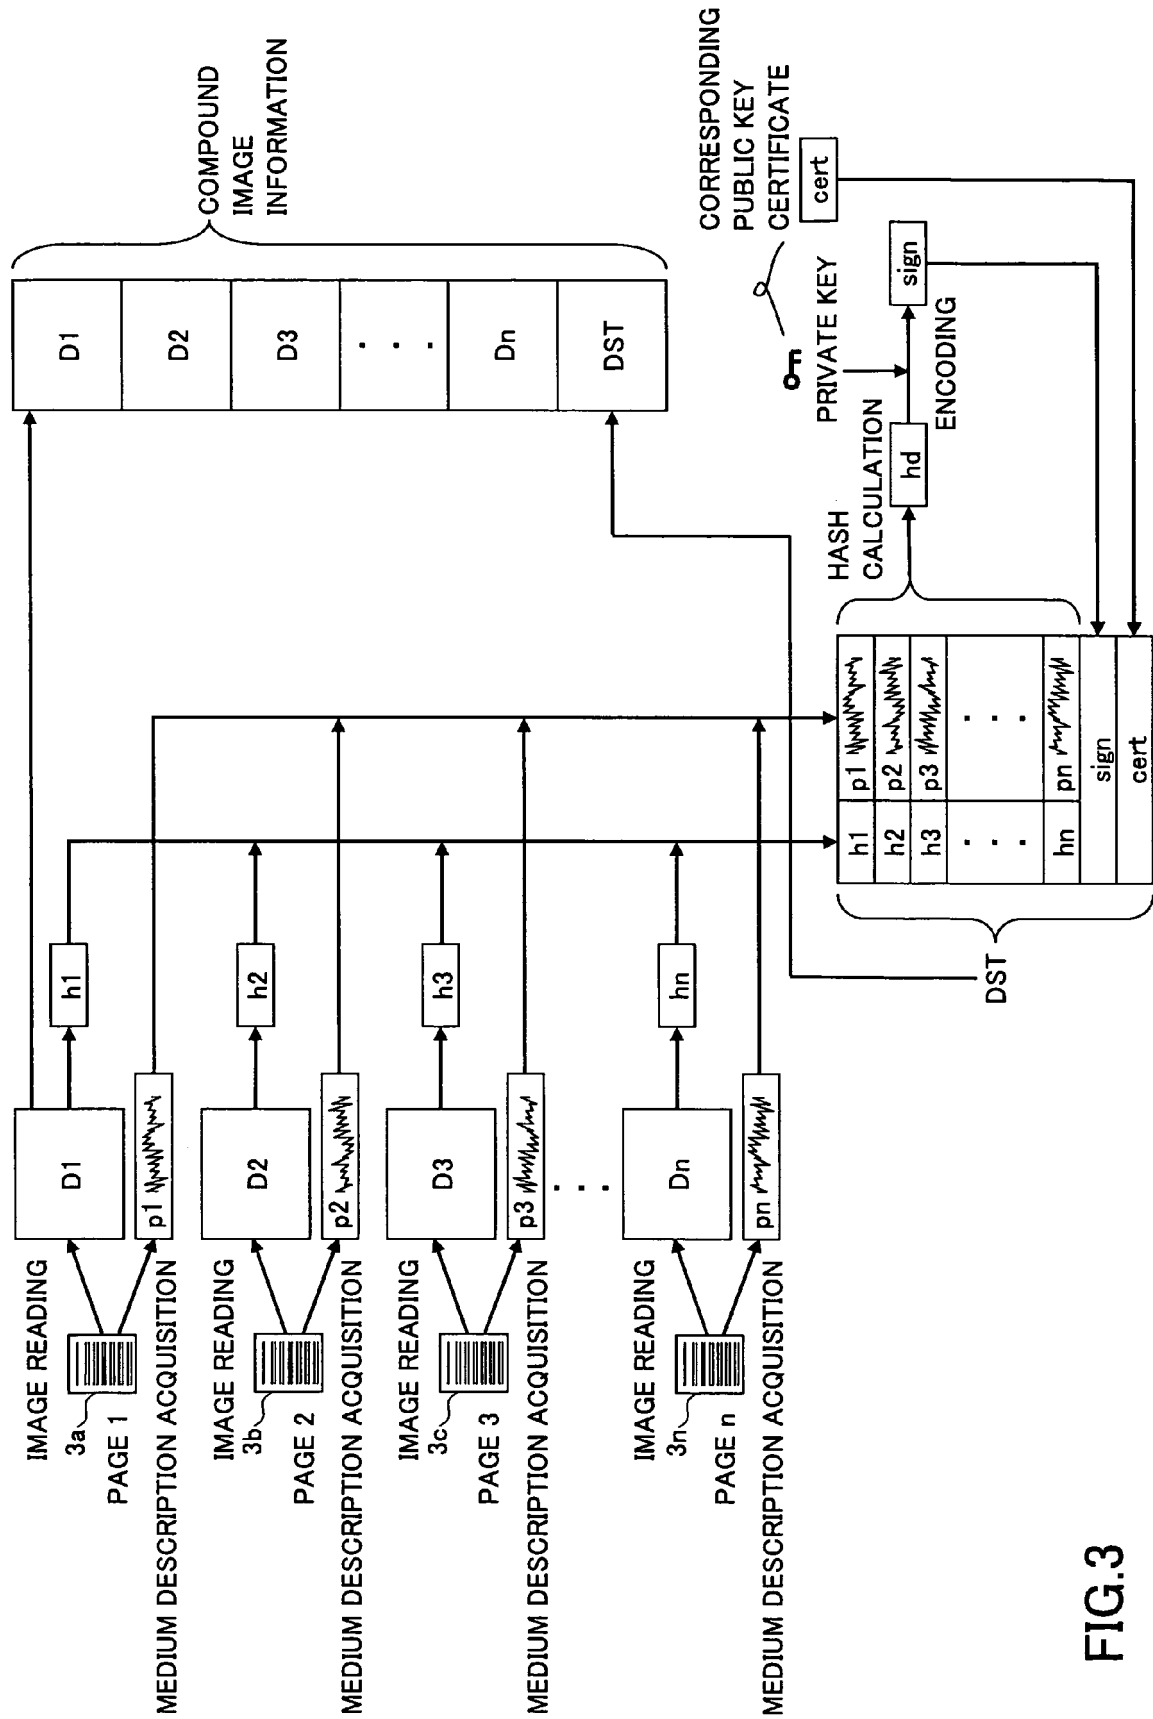 IMAGE READING
3a
PAGE 1
MEDIUM DESCRIPTION ACQUISITION
D1
p1
h1
IMAGE READING
3b
PAGE 2
MEDIUM DESCRIPTION ACQUISITION
D2
p2
h2
IMAGE READING
3c
PAGE 3
MEDIUM DESCRIPTION ACQUISITION
D3
p3
h3
. . .
IMAGE READING
3n
PAGE n
MEDIUM DESCRIPTION ACQUISITION
Dn
pn
hn
D1
D2
D3
. . .
Dn
DST
COMPOUND
IMAGE
INFORMATION
DST
h1 p1
h2 p2
h3 p3
. . . . . .
hn pn
sign
cert
HASH
CALCULATION
hd
PRIVATE KEY
ENCODING
sign
CORRESPONDING
PUBLIC KEY
CERTIFICATE
cert
FIG.3